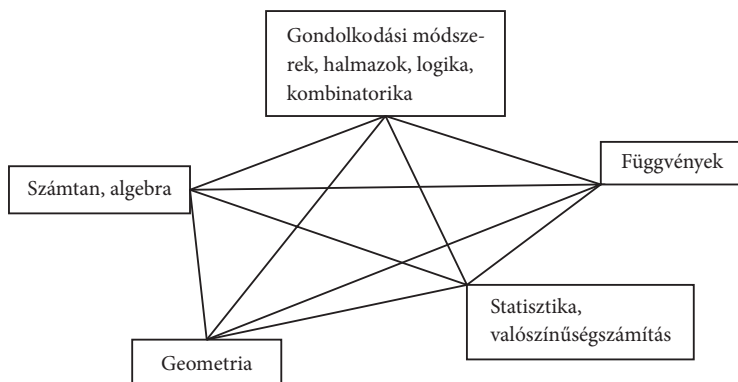 Gondolkodási módsze-
rek, halmazok, logika,
kombinatorika
Függvények
Számtan, algebra
Statisztika,
valószínűségszámítás
Geometria